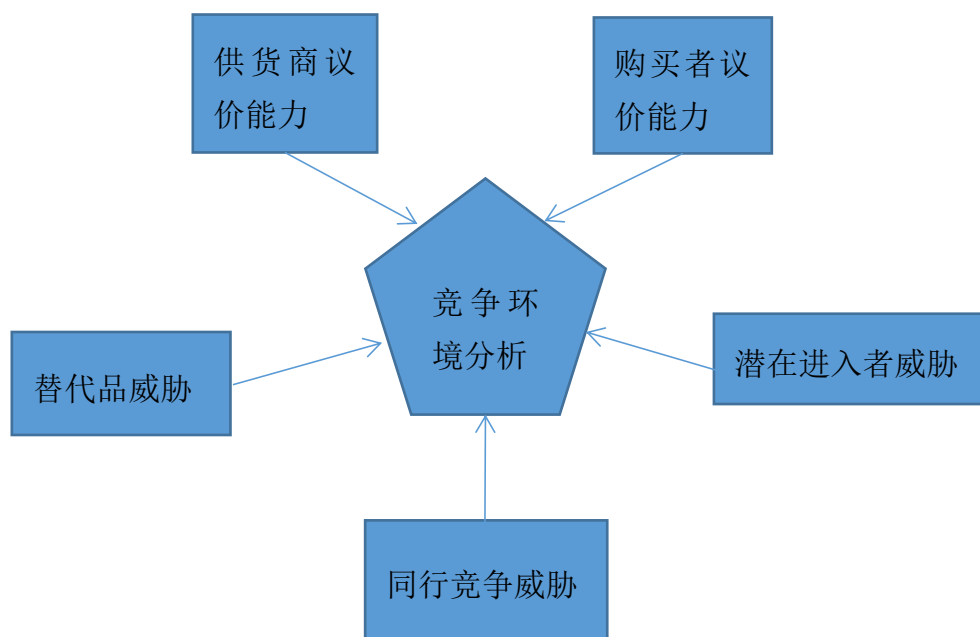 供货商议
价能力
购买者议
价能力
竞争环
境分析
替代品威胁
潜在进入者威胁
同行竞争威胁